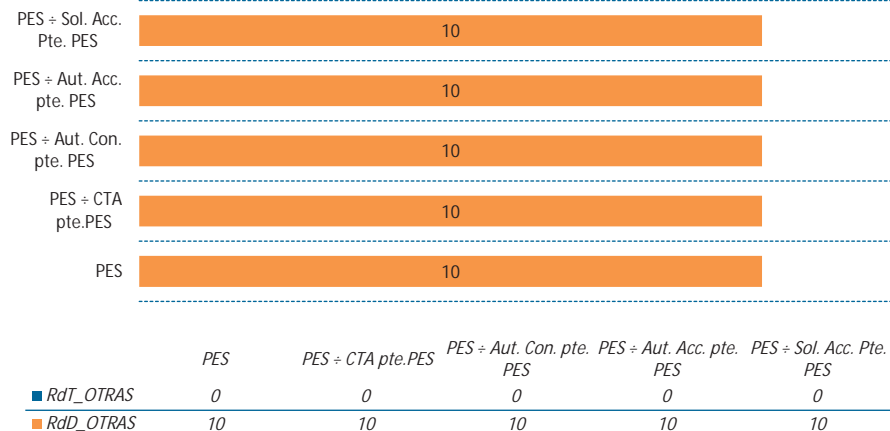 PES ÷ Sol. Acc.
Pte. PES
10
PES ÷ Aut. Acc.
pte. PES
10
PES ÷ Aut. Con.
pte. PES
10
PES ÷ CTA
pte.PES
10
PES
10
PES PES ÷ CTA pte.PES PES ÷ Aut. Con. pte. PES PES ÷ Aut. Acc. pte. PES PES ÷ Sol. Acc. Pte. PES
RdT_OTRAS 0 0 0 0 0
RdD_OTRAS 10 10 10 10 10